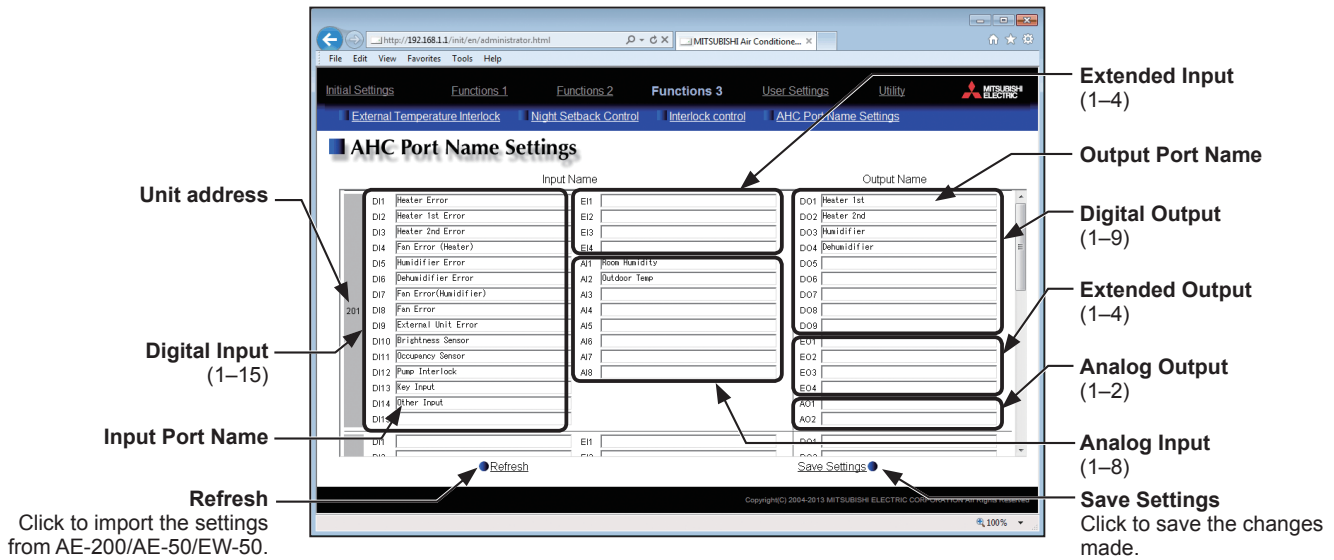 http://192.168.1.1/init/en/administrator.html
MITSUBISHI Air Conditione...
File Edit View Favorites Tools Help
Initial Settings Functions 1 Functions 2 Functions 3 User Settings Utility MITSUBISHI ELECTRIC
External Temperature Interlock Night Setback Control Interlock control AHC Port Name Settings
AHC Port Name Settings
Input Name Output Name
201
DI1 Heater Error
DI2 Heater 1st Error
DI3 Heater 2nd Error
DI4 Fan Error (Heater)
DI5 Humidifier Error
DI6 Dehumidifier Error
DI7 Fan Error(Humidifier)
DI8 Fan Error
DI9 External Unit Error
DI10 Brightness Sensor
DI11 Occupancy Sensor
DI12 Pump Interlock
DI13 Key Input
DI14 Other Input
DI15
EI1
EI2
EI3
EI4
AI1 Room Humidity
AI2 Outdoor Temp
AI3
AI4
AI5
AI6
AI7
AI8
DO1 Heater 1st
DO2 Heater 2nd
DO3 Humidifier
DO4 Dehumidifier
DO5
DO6
DO7
DO8
DO9
EO1
EO2
EO3
EO4
AO1
AO2
DI1 EI1 DO1
DI2 EI2 DO2
Refresh Save Settings
Copyright(C) 2004-2013 MITSUBISHI ELECTRIC CORPORATION All Rights Reserved
100%
Unit address
Digital Input
(1–15)
Input Port Name
Refresh
Click to import the settings
from AE-200/AE-50/EW-50.
Extended Input
(1–4)
Output Port Name
Digital Output
(1–9)
Extended Output
(1–4)
Analog Output
(1–2)
Analog Input
(1–8)
Save Settings
Click to save the changes
made.